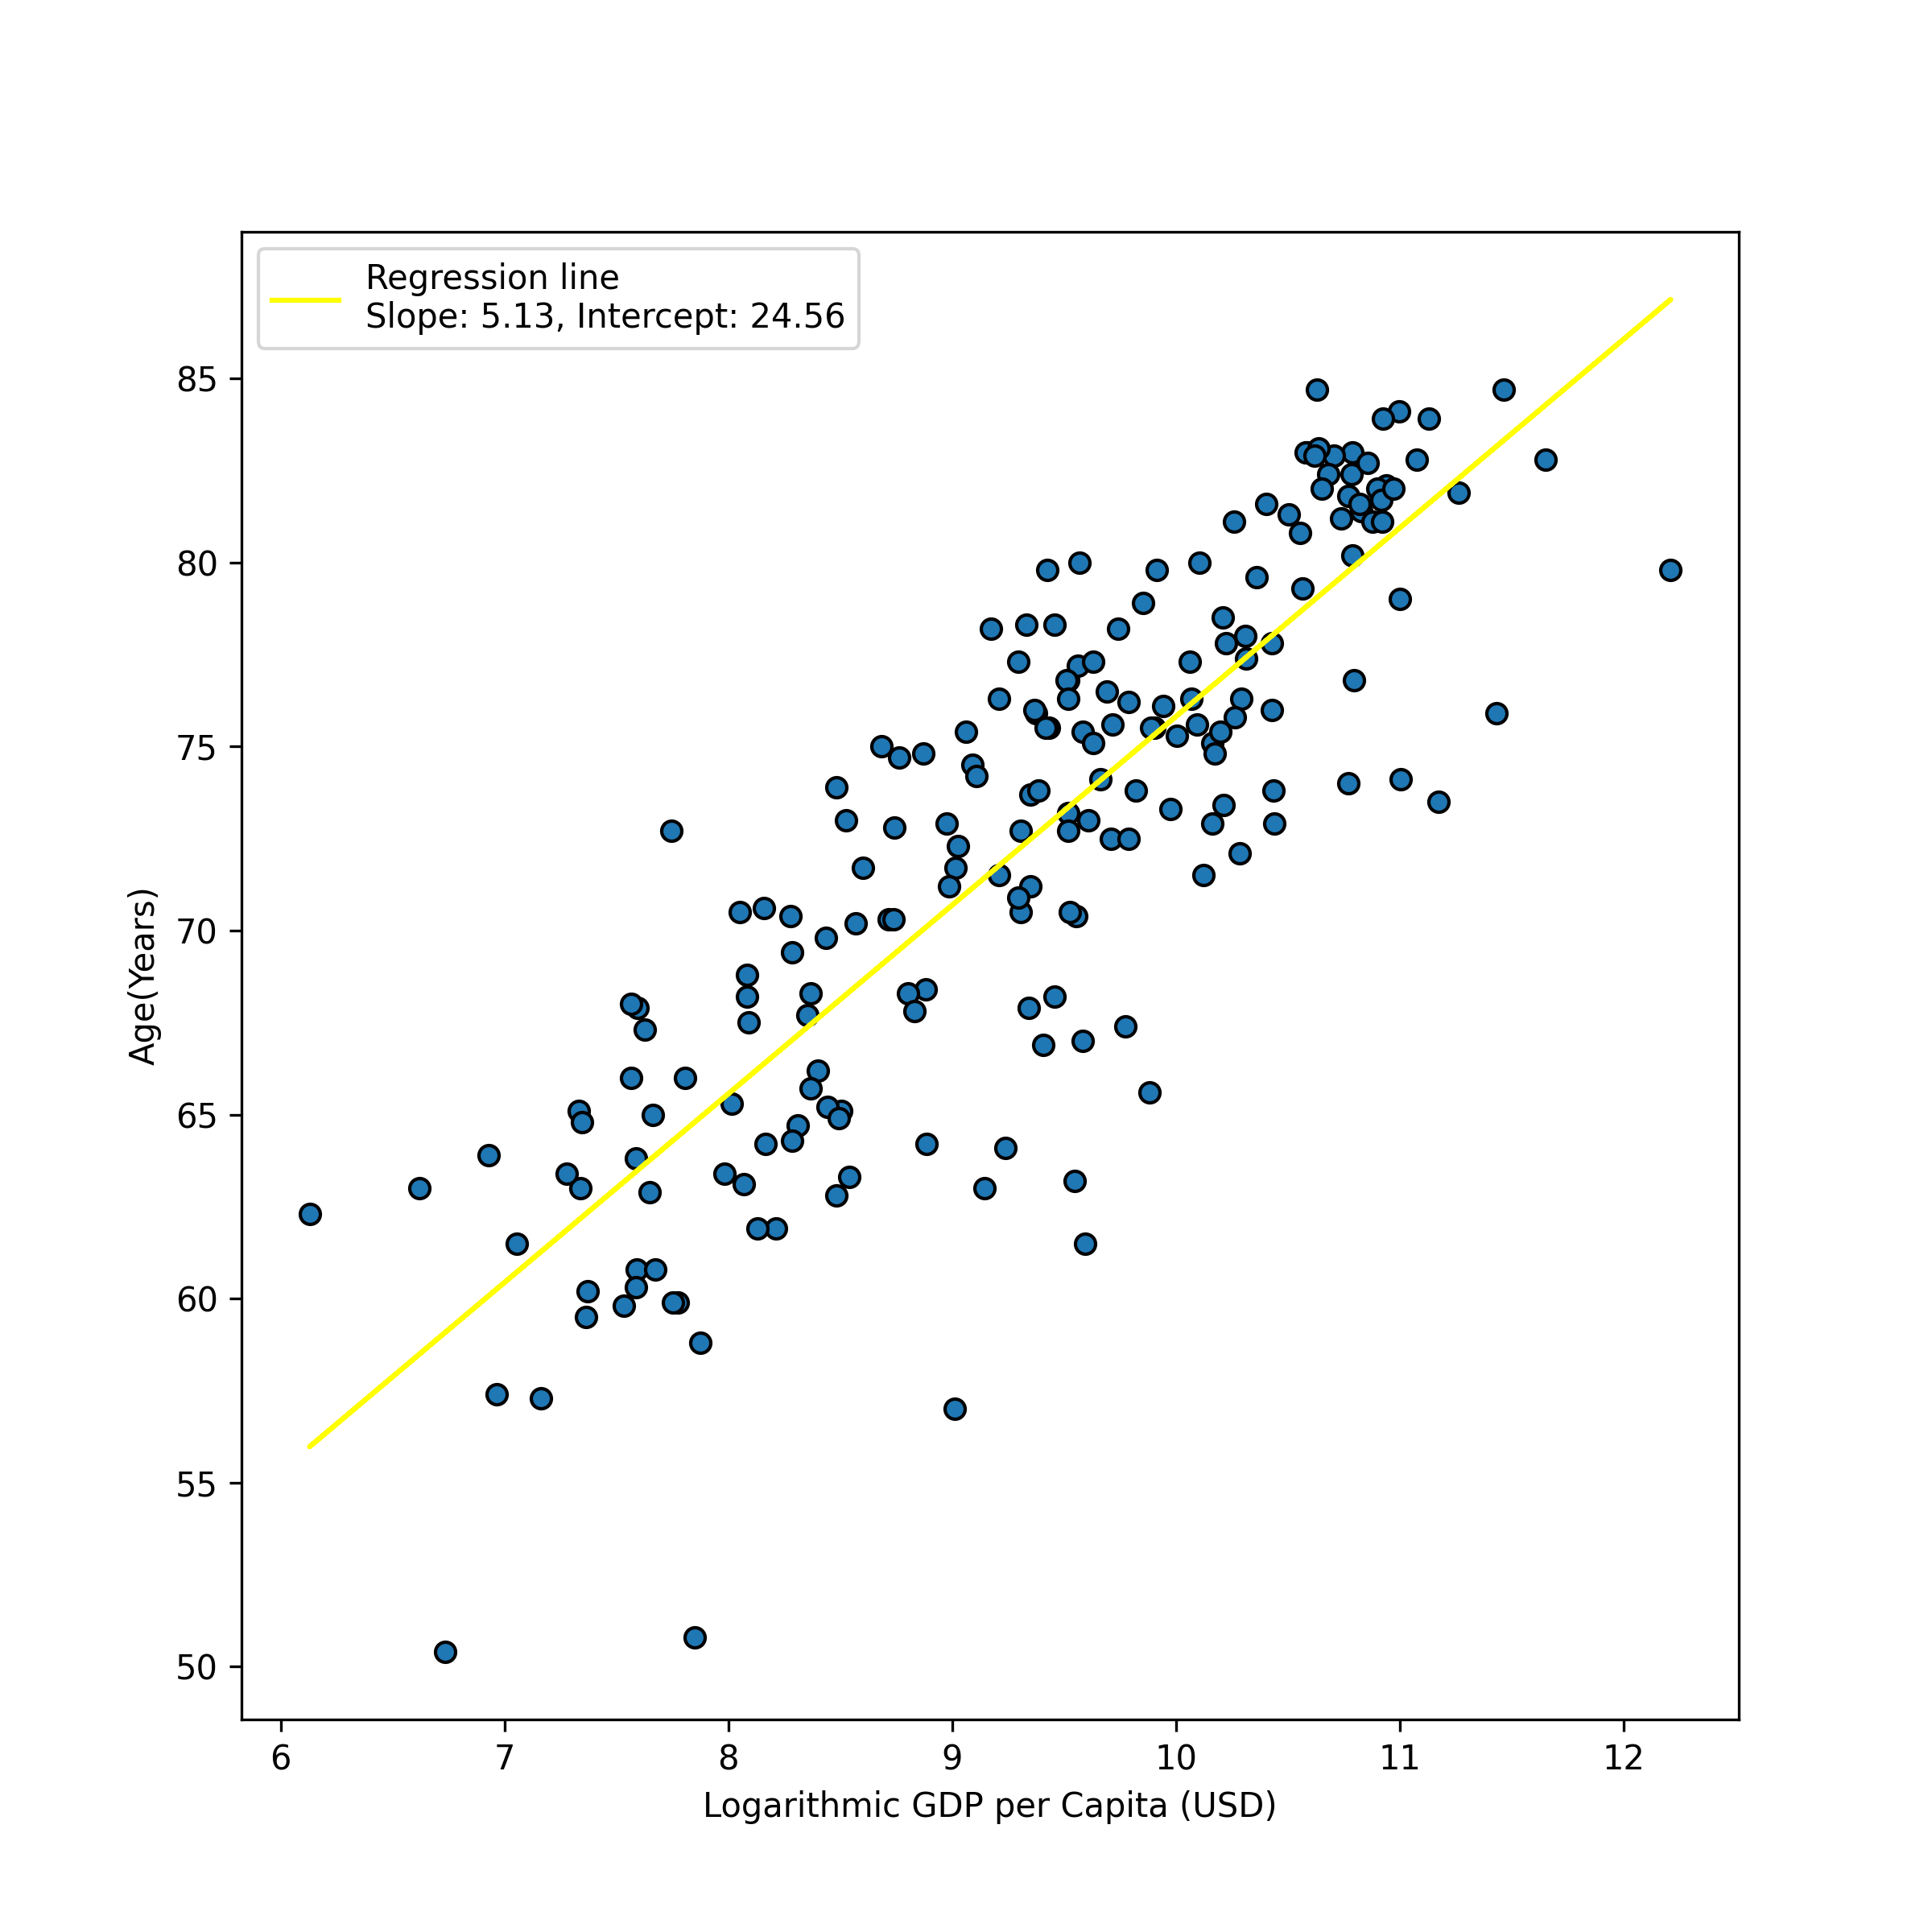 Regression line
Slope: 5.13, Intercept: 24.56
85
80
75
70
65
60
55
50
Age(Years)
6 7 8 9 10 11 12
Logarithmic GDP per Capita (USD)